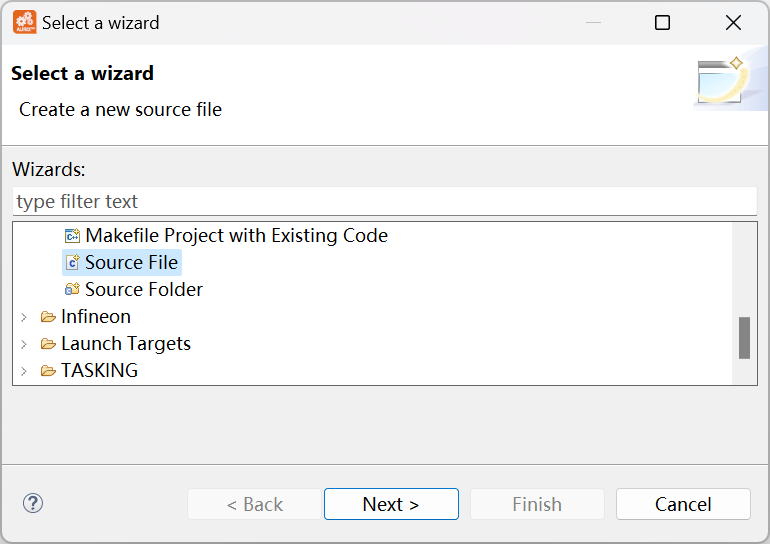 Select a wizard
Select a wizard
Create a new source file
Wizards:
type filter text
Makefile Project with Existing Code
Source File
Source Folder
Infineon
Launch Targets
TASKING
< Back
Next >
Finish
Cancel